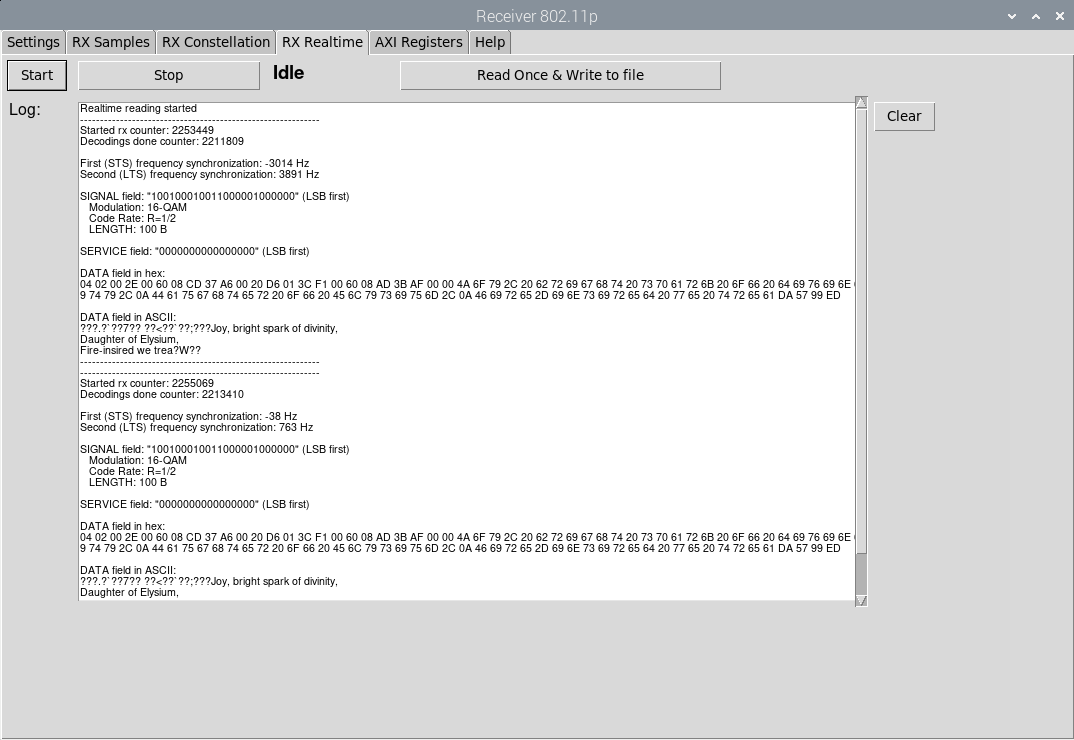 Receiver 802.11p
Settings RX Samples RX Constellation RX Realtime AXI Registers Help
Start Stop Idle Read Once & Write to file
Log:
Clear
Realtime reading started
------------------------------------------------------------
Started rx counter: 2253449
Decodings done counter: 2211809
First (STS) frequency synchronization: -3014 Hz
Second (LTS) frequency synchronization: 3891 Hz
SIGNAL field: "100100010011000001000000" (LSB first)
Modulation: 16-QAM
Code Rate: R=1/2
LENGTH: 100 B
SERVICE field: "0000000000000000" (LSB first)
DATA field in hex:
04 02 00 2E 00 60 08 CD 37 A6 00 20 D6 01 3C F1 00 60 08 AD 3B AF 00 00 4A 6F 79 2C 20 62 72 69 67 68 74 20 73 70 61 72 6B 20 6F 66 20 64 69 76 69 6E
9 74 79 2C 0A 44 61 75 67 68 74 65 72 20 6F 66 20 45 6C 79 73 69 75 6D 2C 0A 46 69 72 65 2D 69 6E 73 69 72 65 64 20 77 65 20 74 72 65 61 DA 57 99 ED
DATA field in ASCII:
???.?`??7?? ??<??`??;???Joy, bright spark of divinity,
Daughter of Elysium,
Fire-insired we trea?W??
------------------------------------------------------------
------------------------------------------------------------
Started rx counter: 2255069
Decodings done counter: 2213410
First (STS) frequency synchronization: -38 Hz
Second (LTS) frequency synchronization: 763 Hz
SIGNAL field: "100100010011000001000000" (LSB first)
Modulation: 16-QAM
Code Rate: R=1/2
LENGTH: 100 B
SERVICE field: "0000000000000000" (LSB first)
DATA field in hex:
04 02 00 2E 00 60 08 CD 37 A6 00 20 D6 01 3C F1 00 60 08 AD 3B AF 00 00 4A 6F 79 2C 20 62 72 69 67 68 74 20 73 70 61 72 6B 20 6F 66 20 64 69 76 69 6E
9 74 79 2C 0A 44 61 75 67 68 74 65 72 20 6F 66 20 45 6C 79 73 69 75 6D 2C 0A 46 69 72 65 2D 69 6E 73 69 72 65 64 20 77 65 20 74 72 65 61 DA 57 99 ED
DATA field in ASCII:
???.?`??7?? ??<??`??;???Joy, bright spark of divinity,
Daughter of Elysium,